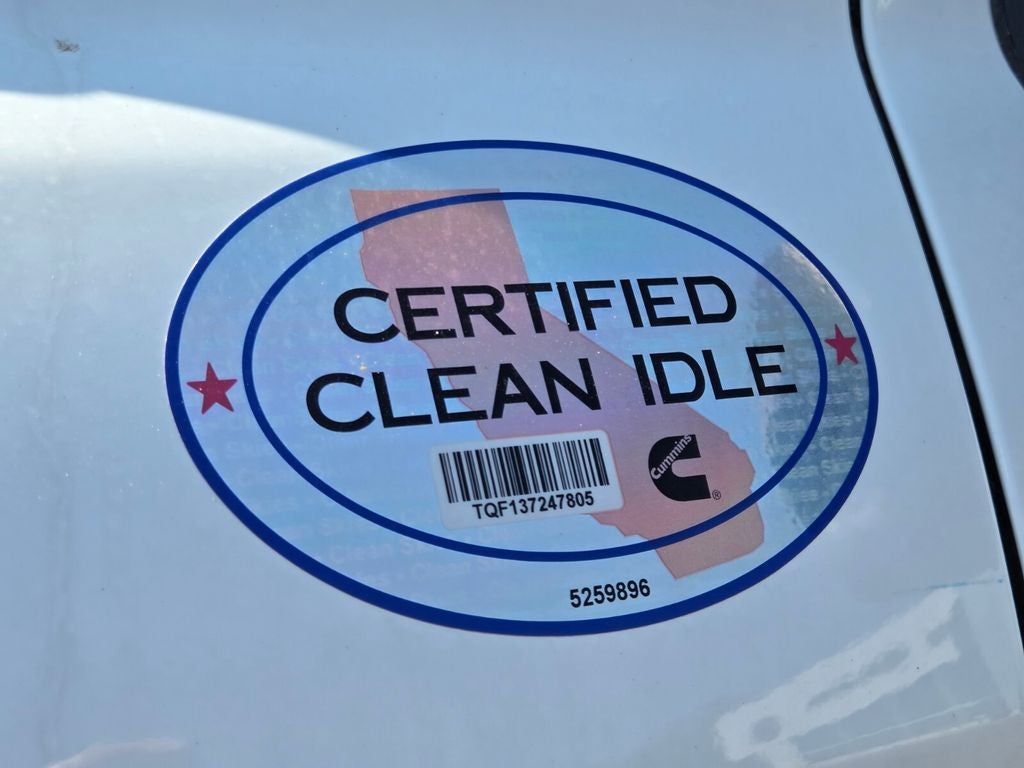 CERTIFIED
CLEAN IDLE
TQF137247805
Cummins
®
5259896